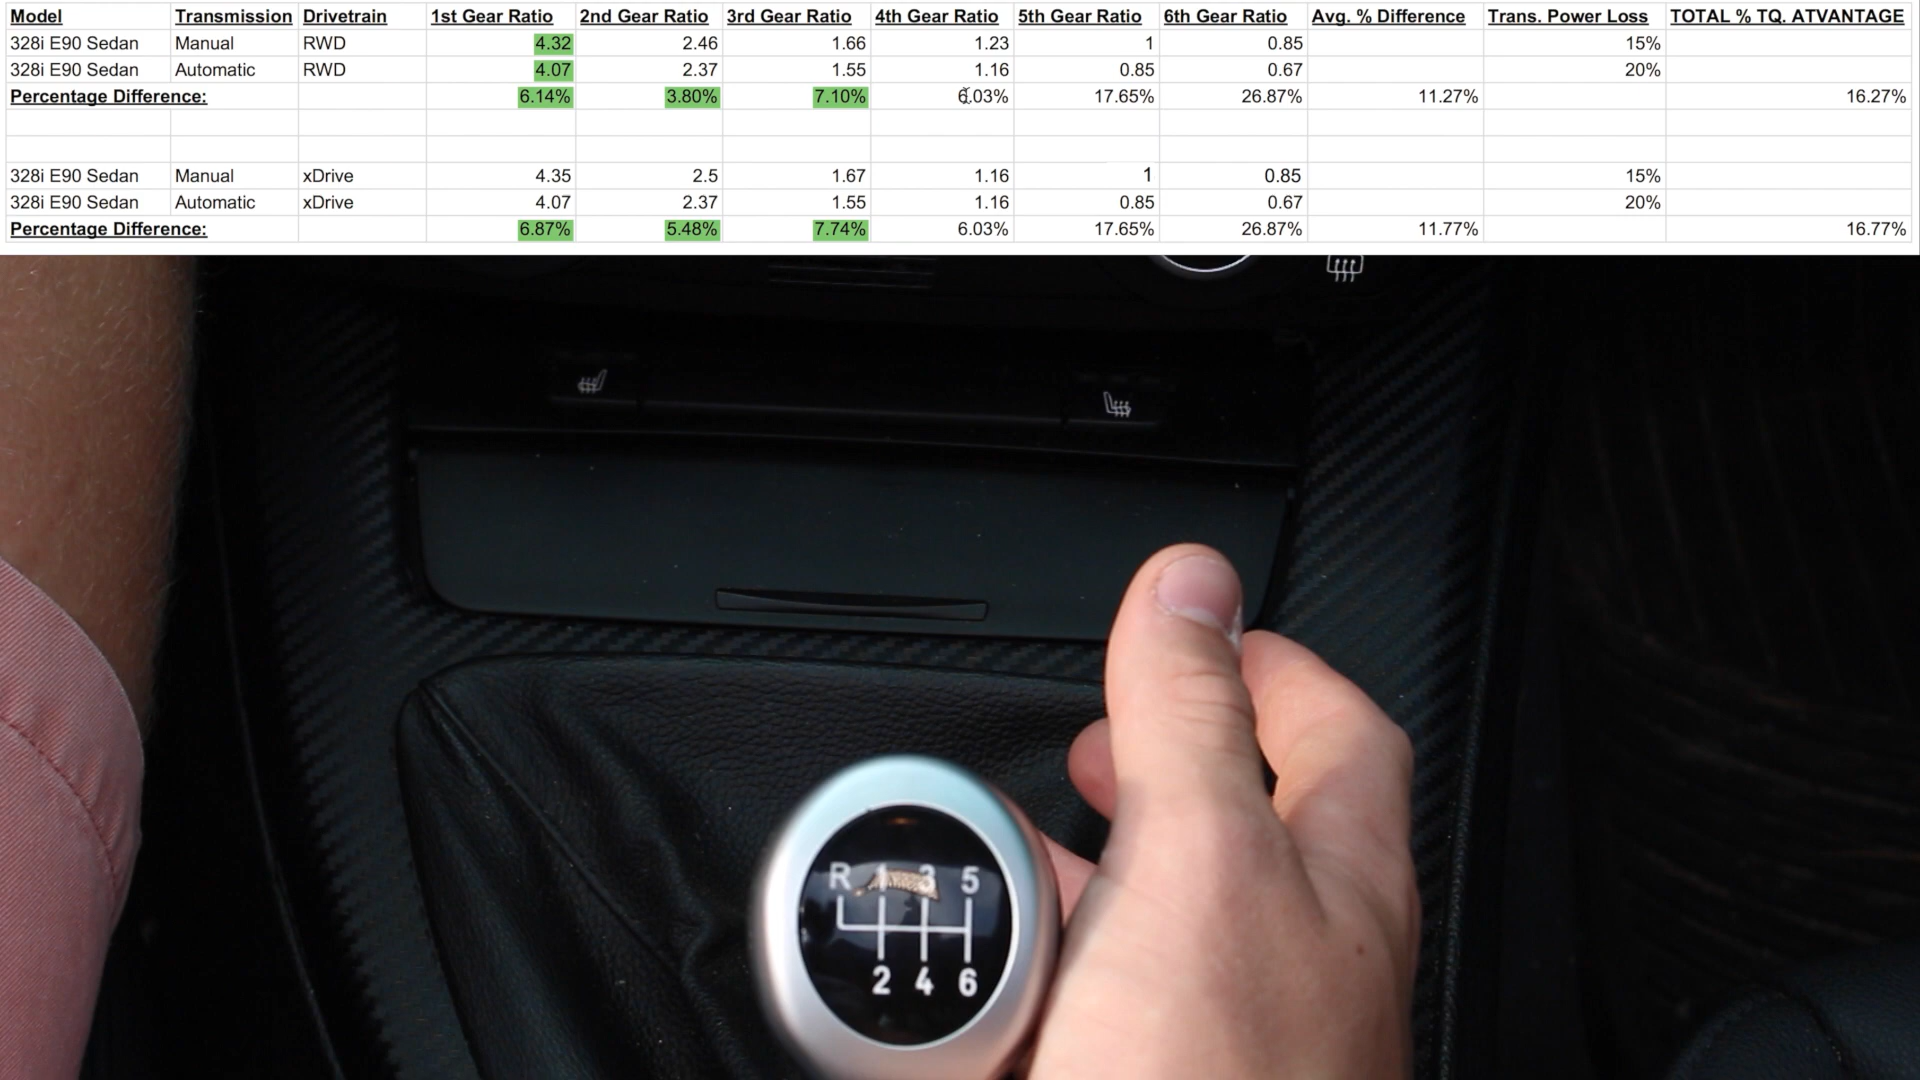 Model Transmission Drivetrain 1st Gear Ratio 2nd Gear Ratio 3rd Gear Ratio 4th Gear Ratio 5th Gear Ratio 6th Gear Ratio Avg. % Difference Trans. Power Loss TOTAL % TQ. ATVANTAGE
328i E90 Sedan Manual RWD 4.32 2.46 1.66 1.23 1 0.85 15%
328i E90 Sedan Automatic RWD 4.07 2.37 1.55 1.16 0.85 0.67 20%
Percentage Difference: 6.14% 3.80% 7.10% 6.03% 17.65% 26.87% 11.27% 16.27%
328i E90 Sedan Manual xDrive 4.35 2.5 1.67 1.16 1 0.85 15%
328i E90 Sedan Automatic xDrive 4.07 2.37 1.55 1.16 0.85 0.67 20%
Percentage Difference: 6.87% 5.48% 7.74% 6.03% 17.65% 26.87% 11.77% 16.77%
R 1 3 5
2 4 6